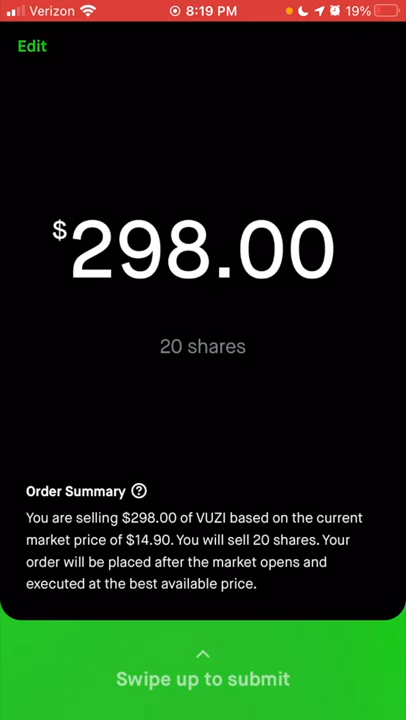 Verizon 8:19 PM 19%
Edit
$298.00
20 shares
Order Summary ?
You are selling $298.00 of VUZI based on the current
market price of $14.90. You will sell 20 shares. Your
order will be placed after the market opens and
executed at the best available price.
Swipe up to submit